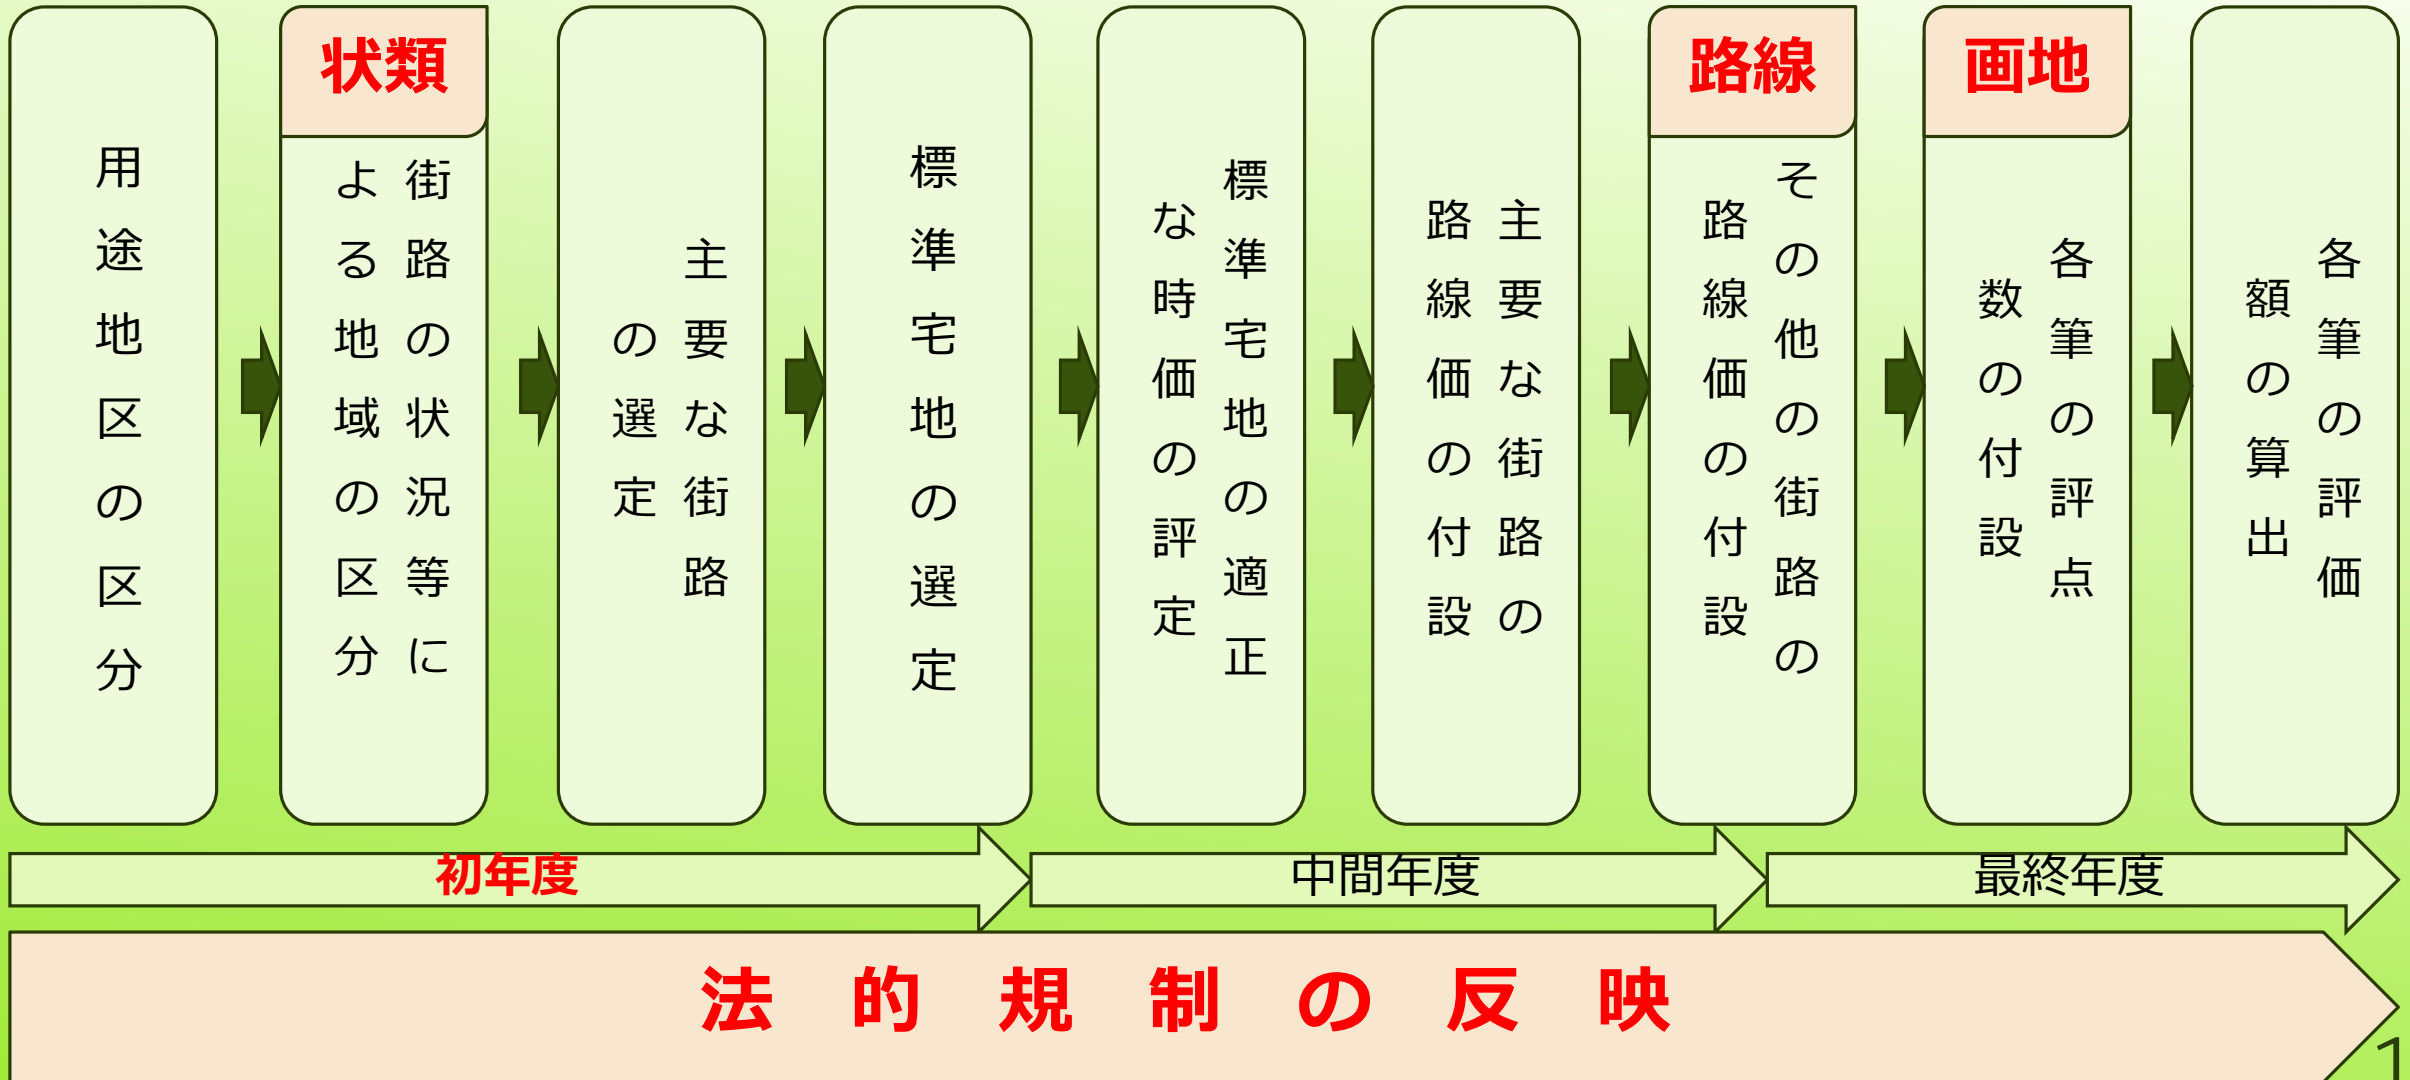 用途地区の区分
状類
街路の状況等に
よる地域の区分
主要な街路
の選定
標準宅地の選定
標準宅地の適正
な時価の評定
主要な街路の
路線価の付設
路線
その他の街路の
路線価の付設
画地
各筆の評点
数の付設
各筆の評価
額の算出
初年度
中間年度
最終年度
法的規制の反映
1